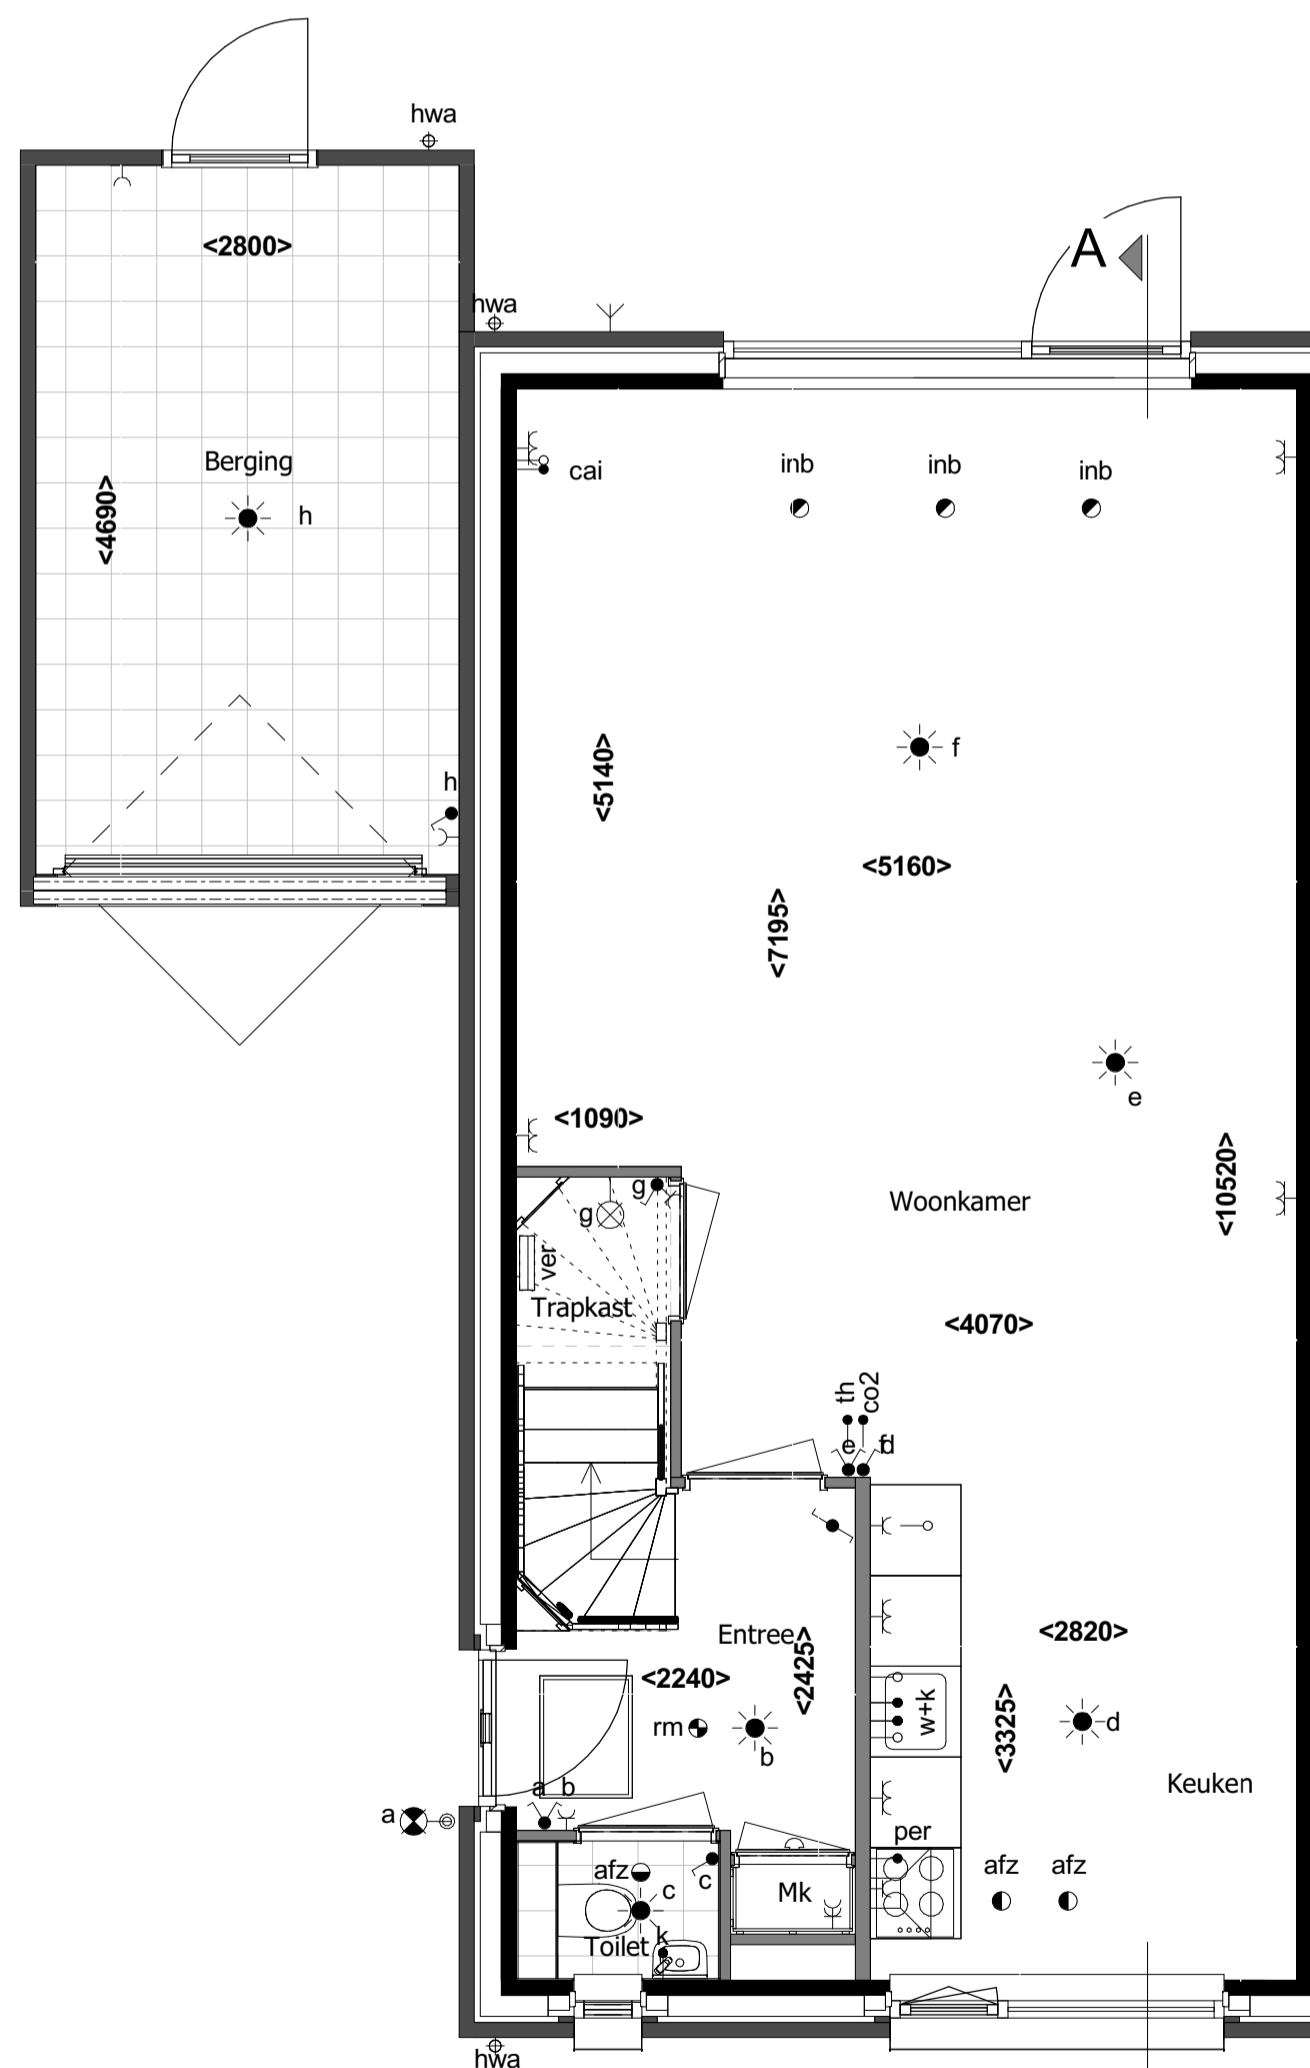 hwa
<2800>
A
hwa
Berging
cai
inb
inb
inb
<4690>
h
f
<5140>
h
<5160>
<7195>
e
<1090>
<10520>
g
g
Woonkamer
ver
Trapkast
<4070>
th
co2
e
f
d
Entree
<2425>
<2820>
<2240>
w+k
<3325>
rm
b
d
Keuken
a
b
a
per
afz
c
c
Mk
afz
afz
k
Toilet
hwa